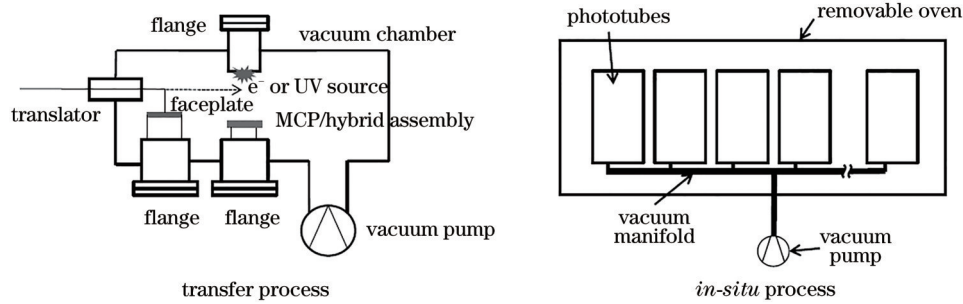 flange
vacuum chamber
e⁻ or UV source
translator
faceplate
MCP/hybrid assembly
flange
flange
vacuum pump
transfer process
phototubes
removable oven
vacuum
manifold
vacuum
pump
in-situ process